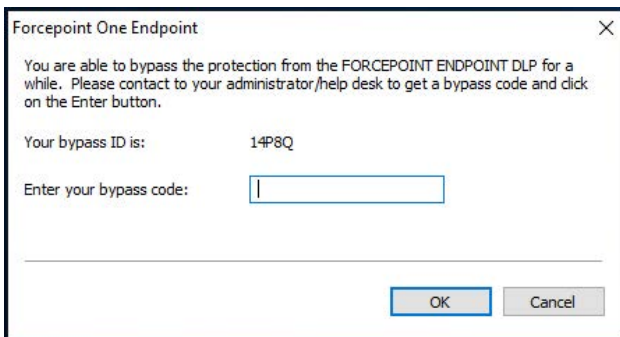 Forcepoint One Endpoint
You are able to bypass the protection from the FORCEPOINT ENDPOINT DLP for a
while. Please contact to your administrator/help desk to get a bypass code and click
on the Enter button.
Your bypass ID is: 14P8Q
Enter your bypass code:
OK Cancel